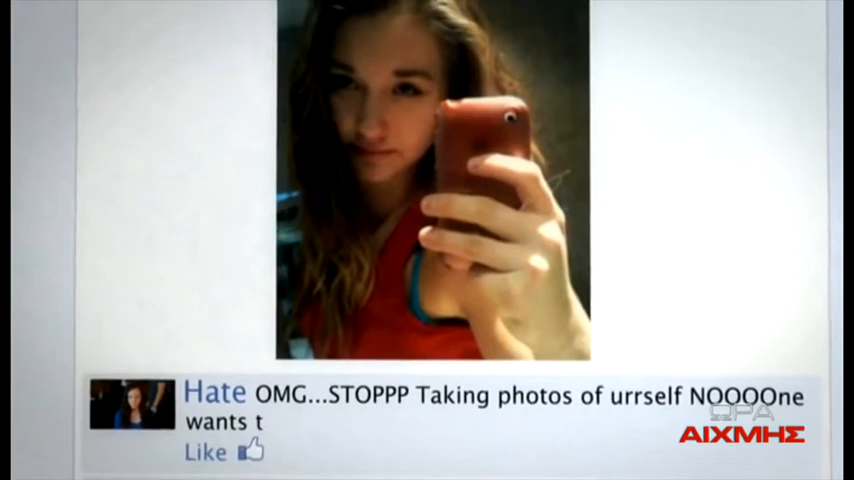 Hate OMG...STOPPP Taking photos of urrself NOOOOne
wants t
Like
ΩΡΑ
ΑΙΧΜΗΣ